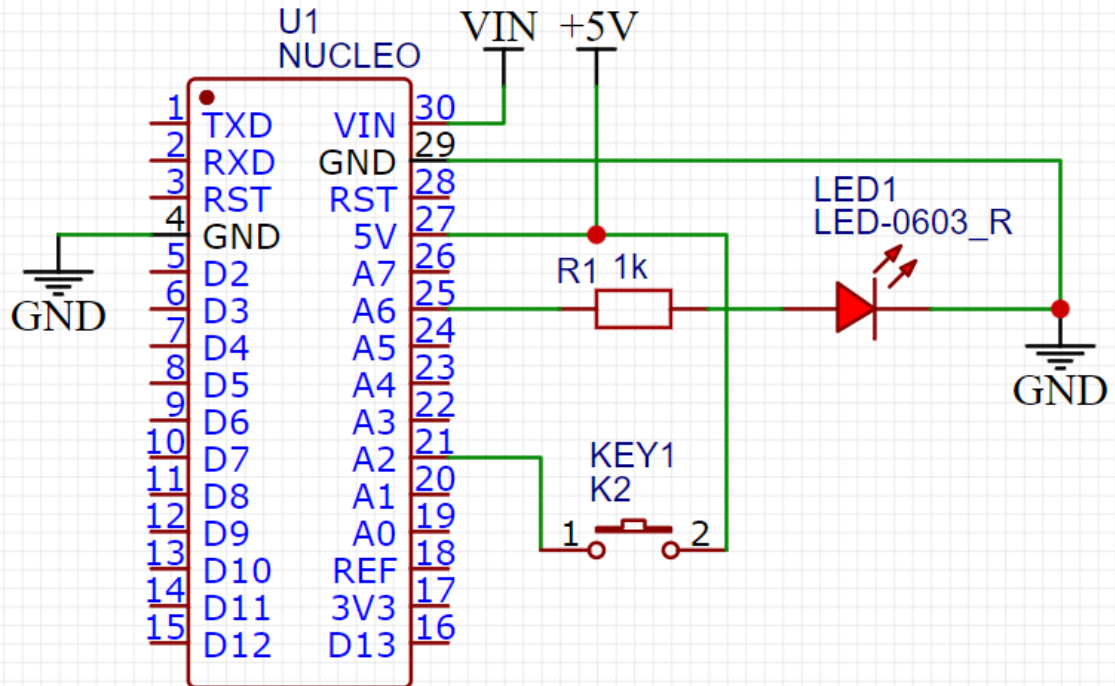 U1
NUCLEO
VIN +5V
1 TXD VIN 30
2 RXD GND 29
3 RST RST 28
4 GND 5V 27
5 D2 A7 26
6 D3 A6 25
7 D4 A5 24
8 D5 A4 23
9 D6 A3 22
10 D7 A2 21
11 D8 A1 20
12 D9 A0 19
13 D10 REF 18
14 D11 3V3 17
15 D12 D13 16
GND
R1 1k
LED1
LED-0603_R
GND
KEY1
K2
1 2